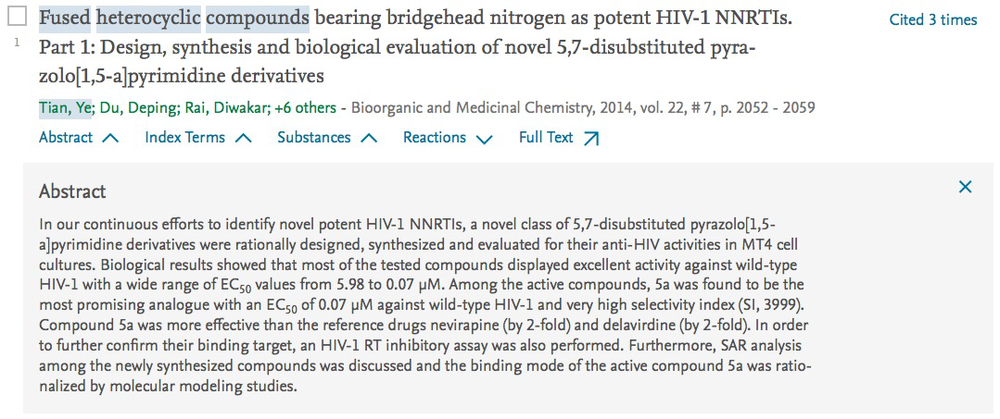 Fused heterocyclic compounds bearing bridgehead nitrogen as potent HIV-1 NNRTIs.
Cited 3 times
1
Part 1: Design, synthesis and biological evaluation of novel 5,7-disubstituted pyra-
zolo[1,5-a]pyrimidine derivatives
Tian, Ye; Du, Deping; Rai, Diwakar; +6 others - Bioorganic and Medicinal Chemistry, 2014, vol. 22, # 7, p. 2052 - 2059
Abstract Index Terms Substances Reactions Full Text
Abstract
In our continuous efforts to identify novel potent HIV-1 NNRTIs, a novel class of 5,7-disubstituted pyrazolo[1,5-
a]pyrimidine derivatives were rationally designed, synthesized and evaluated for their anti-HIV activities in MT4 cell
cultures. Biological results showed that most of the tested compounds displayed excellent activity against wild-type
HIV-1 with a wide range of EC50 values from 5.98 to 0.07 µM. Among the active compounds, 5a was found to be the
most promising analogue with an EC50 of 0.07 µM against wild-type HIV-1 and very high selectivity index (SI, 3999).
Compound 5a was more effective than the reference drugs nevirapine (by 2-fold) and delavirdine (by 2-fold). In order
to further confirm their binding target, an HIV-1 RT inhibitory assay was also performed. Furthermore, SAR analysis
among the newly synthesized compounds was discussed and the binding mode of the active compound 5a was ratio-
nalized by molecular modeling studies.